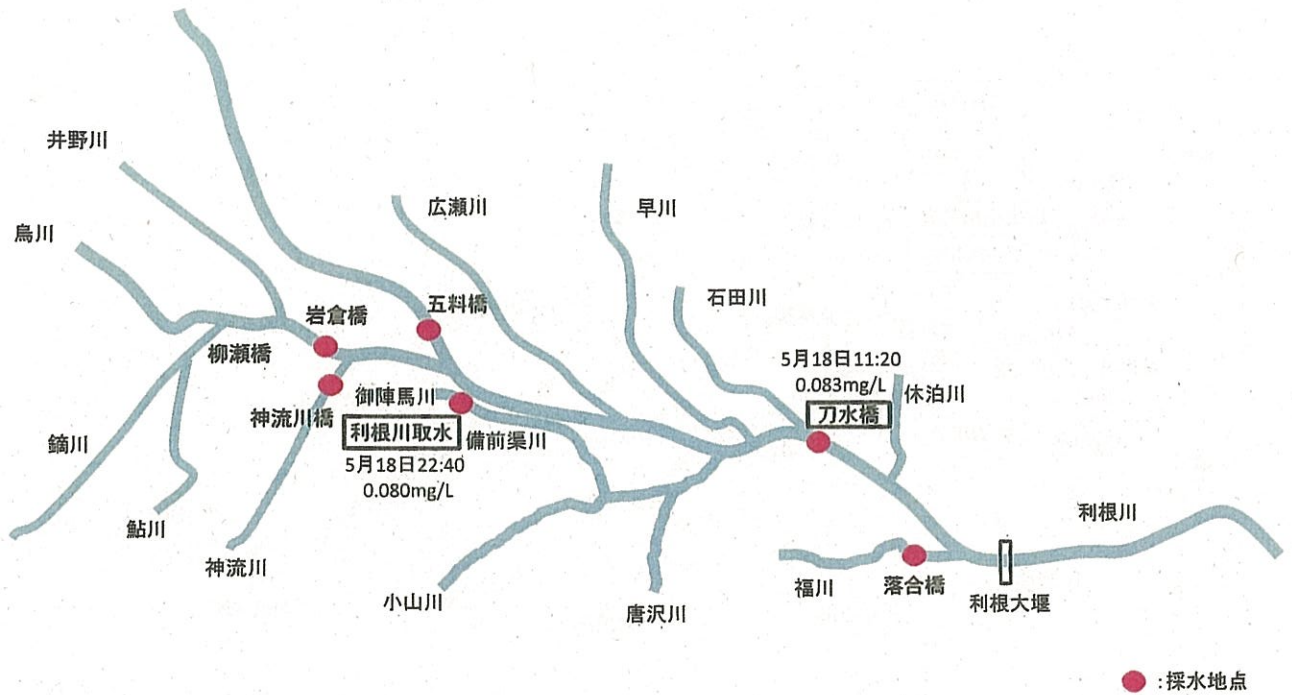 井野川
烏川
広瀬川
早川
石田川
岩倉橋
五料橋
柳瀬橋
5月18日11:20
0.083mg/L
刀水橋
休泊川
御陣馬川
神流川橋
利根川取水
備前渠川
5月18日22:40
0.080mg/L
鏑川
鮎川
神流川
小山川
唐沢川
福川
落合橋
利根大堰
利根川
:採水地点